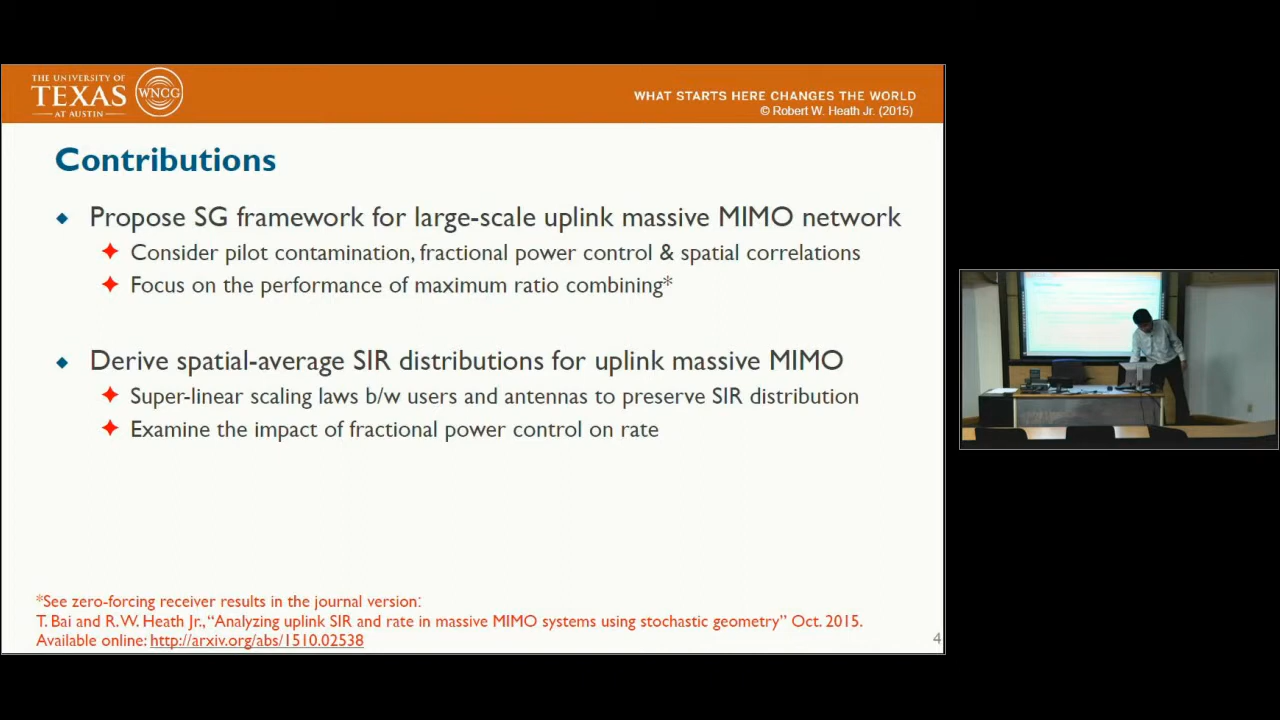 THE UNIVERSITY OF
TEXAS
AT AUSTIN
WNCG
WHAT STARTS HERE CHANGES THE WORLD
© Robert W. Heath Jr. (2015)
Contributions
Propose SG framework for large-scale uplink massive MIMO network
Consider pilot contamination, fractional power control & spatial correlations
Focus on the performance of maximum ratio combining*
Derive spatial-average SIR distributions for uplink massive MIMO
Super-linear scaling laws b/w users and antennas to preserve SIR distribution
Examine the impact of fractional power control on rate
*See zero-forcing receiver results in the journal version:
T. Bai and R. W. Heath Jr., “Analyzing uplink SIR and rate in massive MIMO systems using stochastic geometry” Oct. 2015.
Available online: http://arxiv.org/abs/1510.02538
4